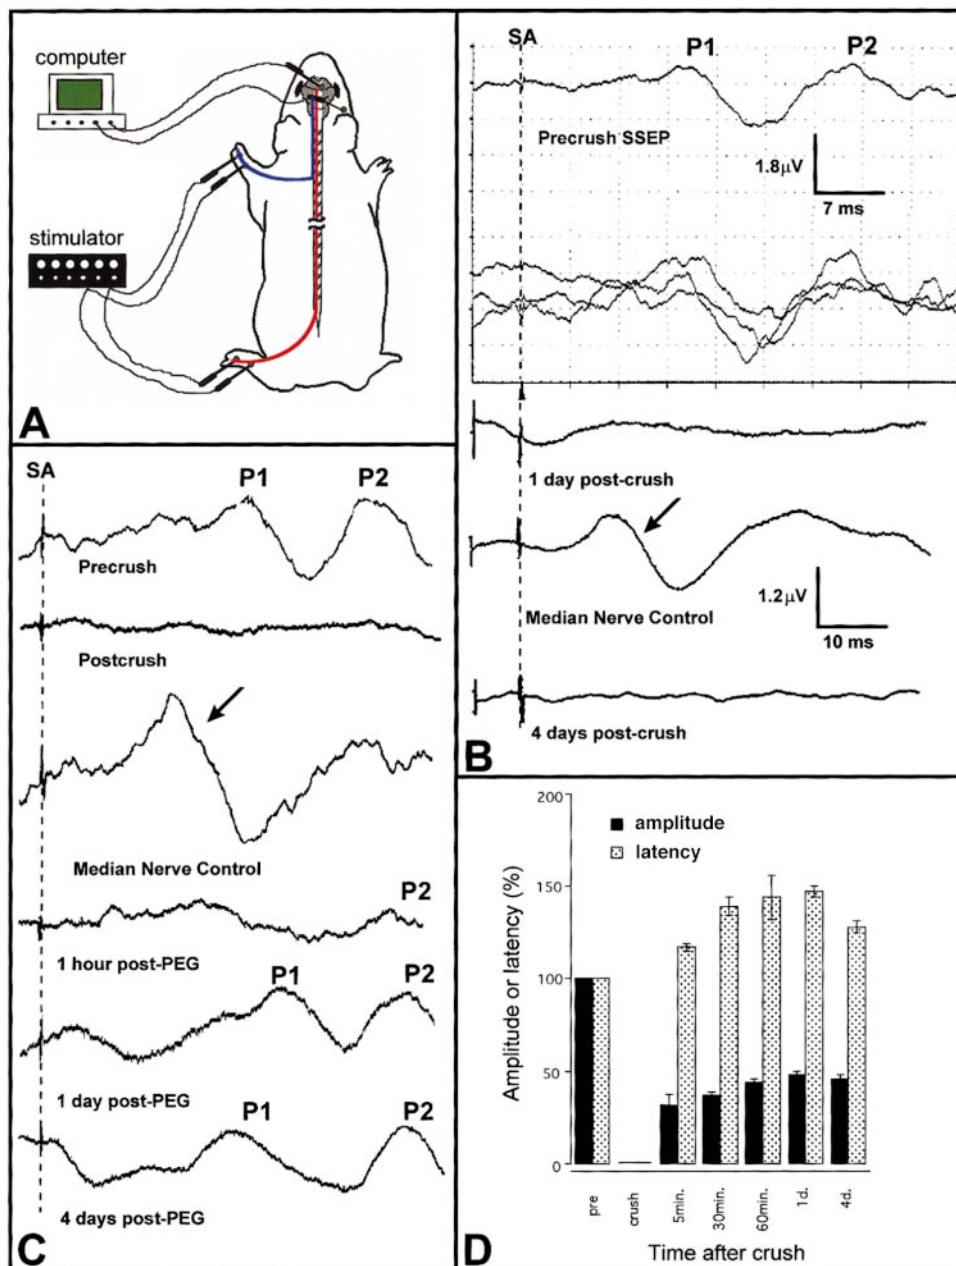 computer
stimulator
A
SA
P1
P2
Precrush SSEP
1.8μV
7 ms
1 day post-crush
Median Nerve Control
1.2μV
10 ms
4 days post-crush
B
SA
P1
P2
Precrush
Postcrush
Median Nerve Control
P2
1 hour post-PEG
P1
P2
1 day post-PEG
P1
P2
4 days post-PEG
C
200
150
100
50
0
Amplitude or latency (%)
amplitude
latency
pre
crush
5min.
30min.
60min.
1d.
4d.
Time after crush
D